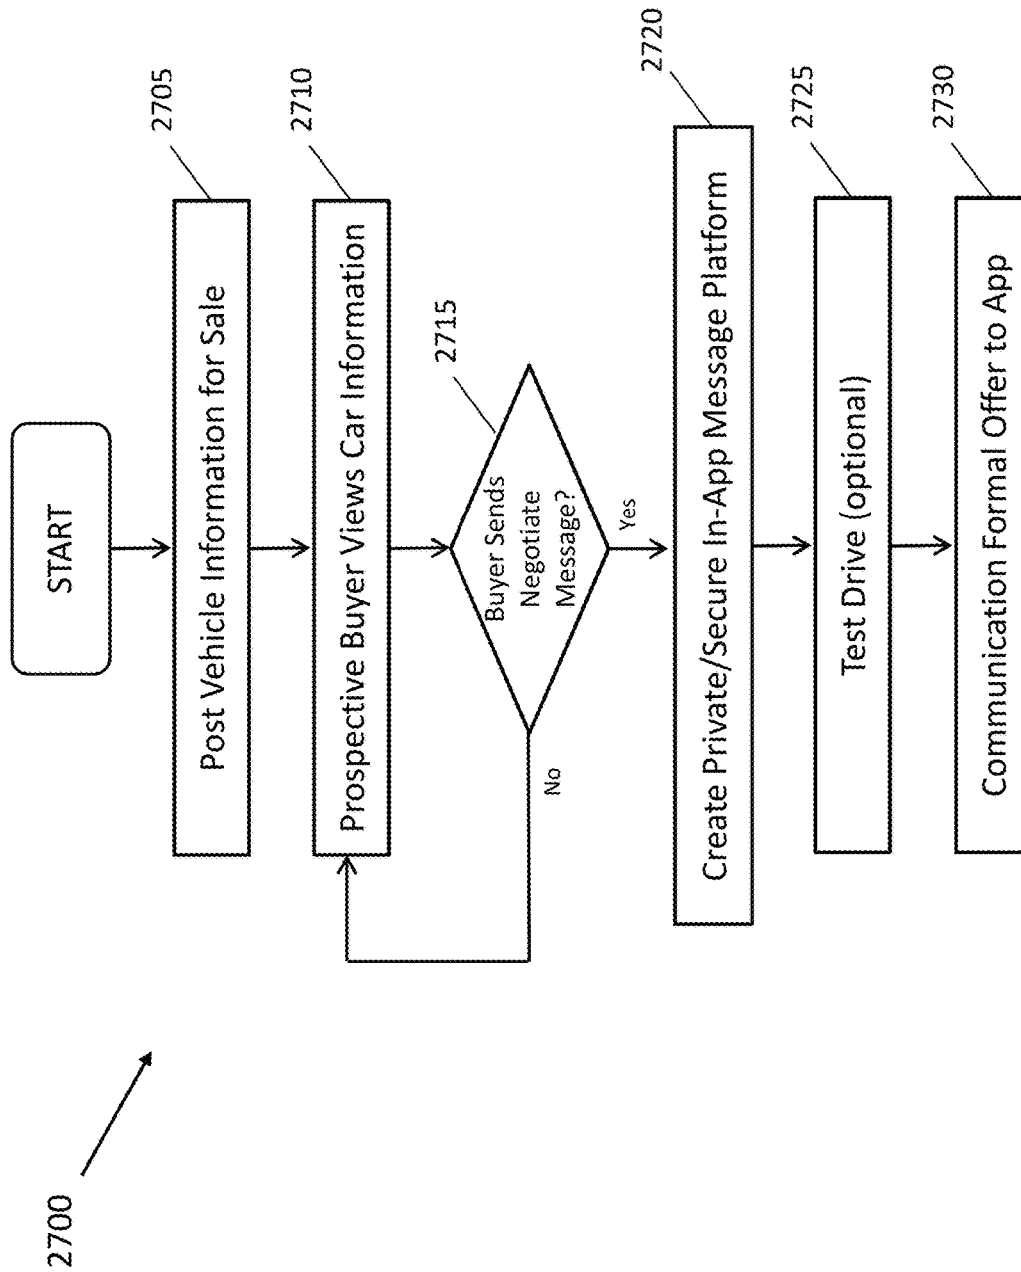 START
2705
Post Vehicle Information for Sale
2710
Prospective Buyer Views Car Information
2715
Buyer Sends
Negotiate
Message?
No
Yes
2720
Create Private/Secure In-App Message Platform
2725
Test Drive (optional)
2730
Communication Formal Offer to App
2700